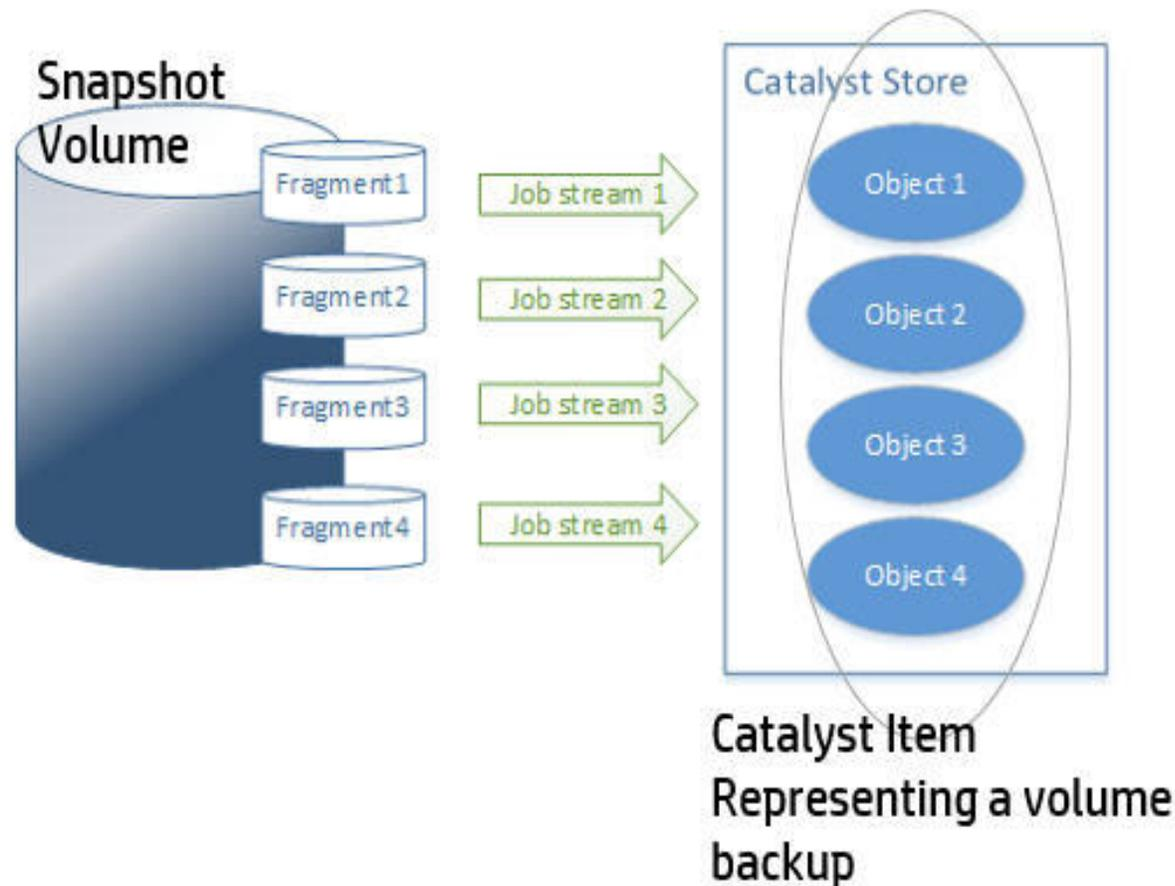 Snapshot
Volume
Fragment1
Fragment2
Fragment3
Fragment4
Job stream 1
Job stream 2
Job stream 3
Job stream 4
Catalyst Store
Object 1
Object 2
Object 3
Object 4
Catalyst Item
Representing a volume
backup